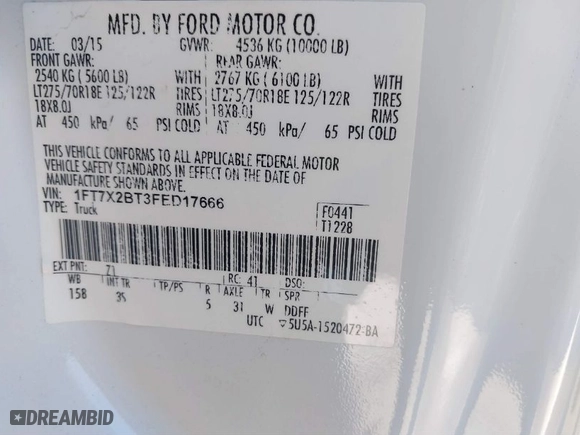 MFD. BY FORD MOTOR CO.
DATE: 03/15 GVWR: 4536 KG (10000 LB)
FRONT GAWR: REAR GAWR:
2540 KG (5600 LB) WITH 2767 KG (6100 LB) WITH
LT275/70R18E 125/122R TIRES LT275/70R18E 125/122R TIRES
18X8.0J RIMS 18X8.0J RIMS
AT 450 kPa/ 65 PSI COLD AT 450 kPa/ 65 PSI COLD
THIS VEHICLE CONFORMS TO ALL APPLICABLE FEDERAL MOTOR
VEHICLE SAFETY STANDARDS IN EFFECT ON THE DATE OF
MANUFACTURE SHOWN ABOVE.
VIN: 1FT7X2BT3FED17666 F0441
TYPE: Truck T1228
EXT PNT: Z1 RC: 41 DSO:
WB INT TR TP/PS R AXLE TR SPR
158 3S 5 31 W DDFF
UTC 5U5A-1520472-BA
DREAMBID